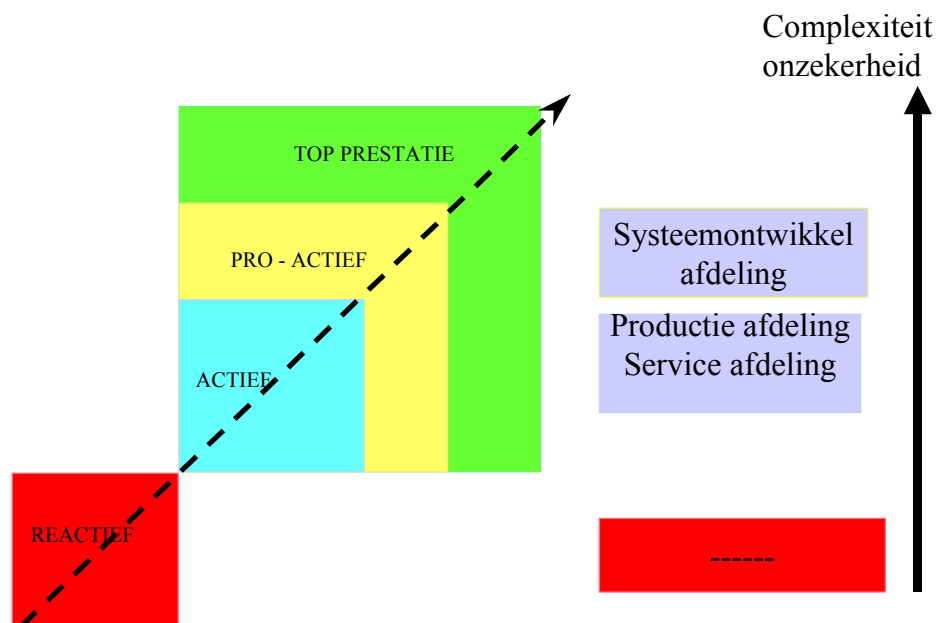 Complexiteit
onzekerheid
TOP PRESTATIE
PRO - ACTIEF
ACTIEF
REACTIEF
Systeemontwikkel
afdeling
Productie afdeling
Service afdeling
------